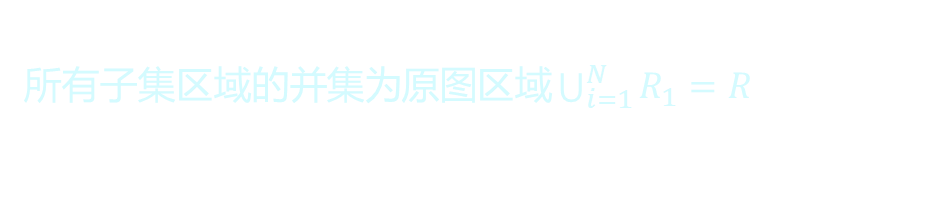 所有子集区域的并集为原图区域⋃_{i=1}^{N} R_1 = R